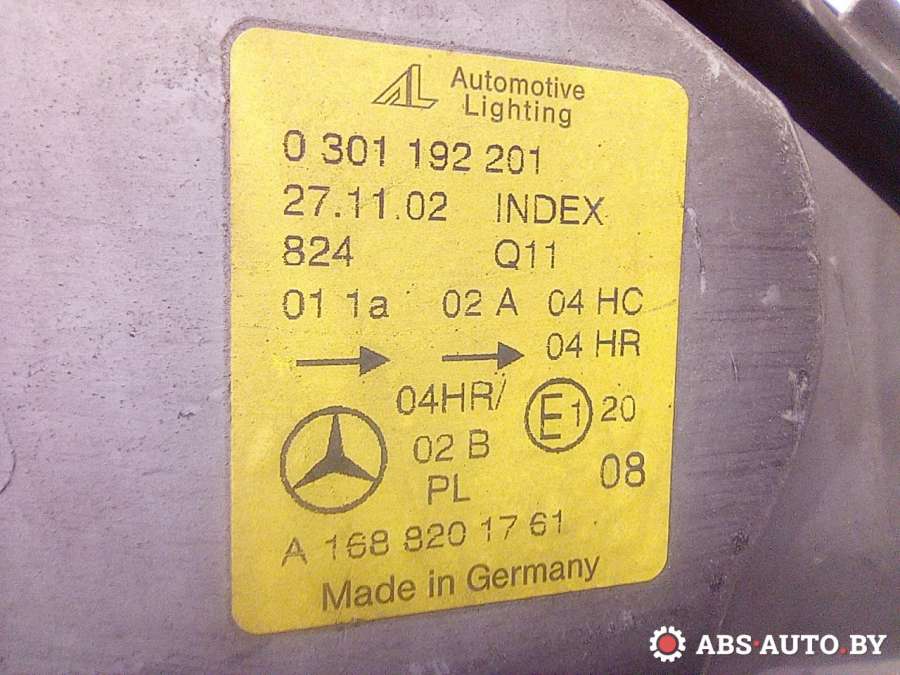 AL Automotive
Lighting
0 301 192 201
27.11.02 INDEX
824 Q11
01 1a 02 A 04 HC
04 HR
04HR/
02 B
PL
E1 20
08
A 168 820 17 61
Made in Germany
ABS·AUTO.BY